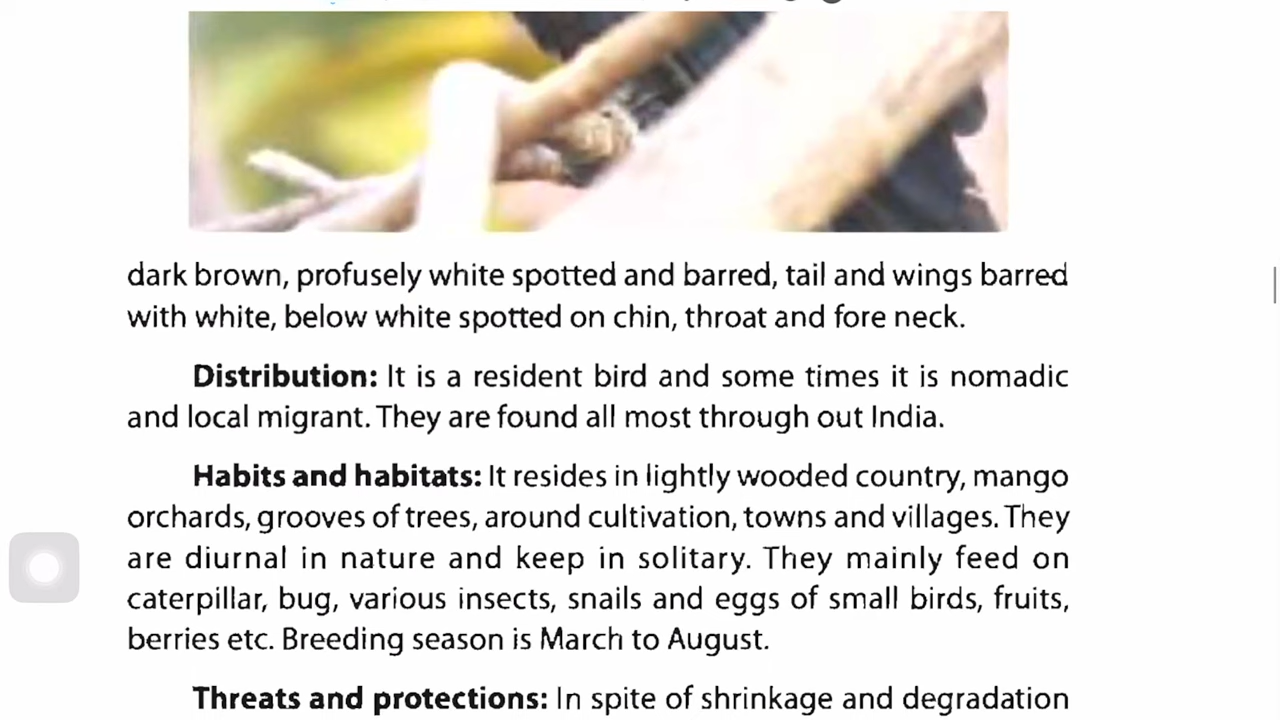 dark brown, profusely white spotted and barred, tail and wings barred
with white, below white spotted on chin, throat and fore neck.
Distribution: It is a resident bird and some times it is nomadic
and local migrant. They are found all most through out India.
Habits and habitats: It resides in lightly wooded country, mango
orchards, grooves of trees, around cultivation, towns and villages. They
are diurnal in nature and keep in solitary. They mainly feed on
caterpillar, bug, various insects, snails and eggs of small birds, fruits,
berries etc. Breeding season is March to August.
Threats and protections: In spite of shrinkage and degradation